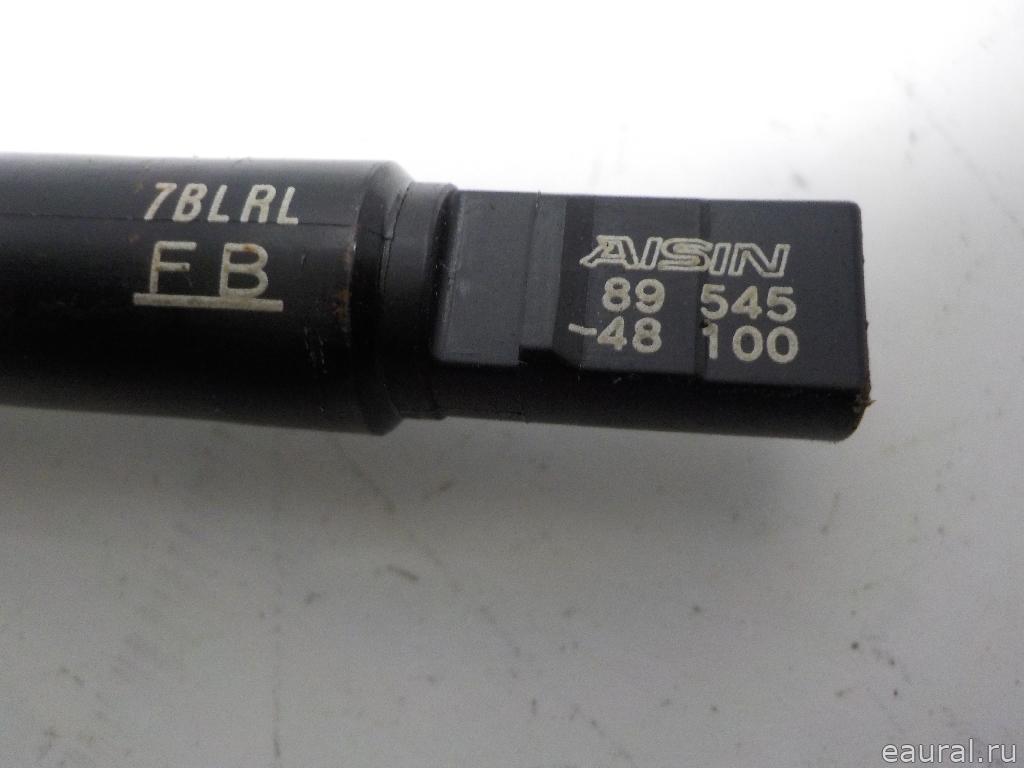 7BLRL
FB
AISIN
89 545
-48 100
eaural.ru